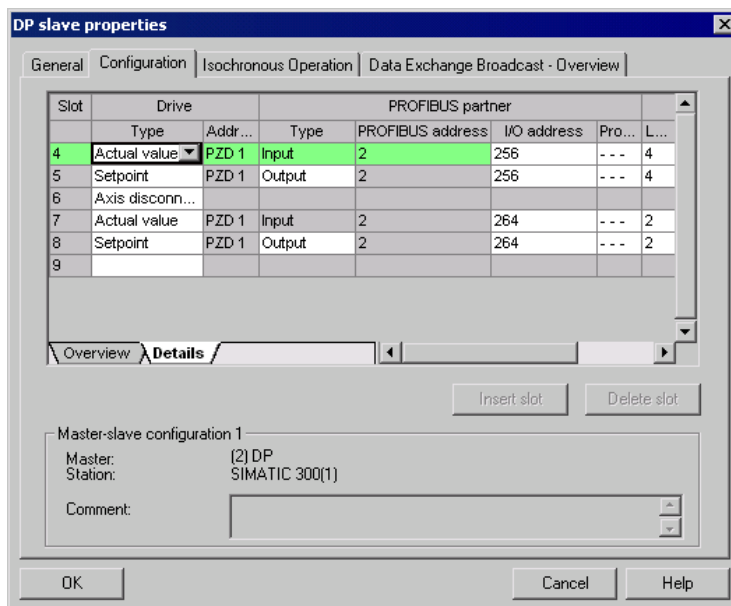 DP slave properties
General Configuration Isochronous Operation Data Exchange Broadcast - Overview
Slot Drive PROFIBUS partner
Type Addr... Type PROFIBUS address I/O address Pro... L...
4 Actual value PZD 1 Input 2 256 --- 4
5 Setpoint PZD 1 Output 2 256 --- 4
6 Axis disconn...
7 Actual value PZD 1 Input 2 264 --- 2
8 Setpoint PZD 1 Output 2 264 --- 2
9
Overview Details
Insert slot Delete slot
Master-slave configuration 1
Master: (2) DP
Station: SIMATIC 300(1)
Comment:
OK Cancel Help